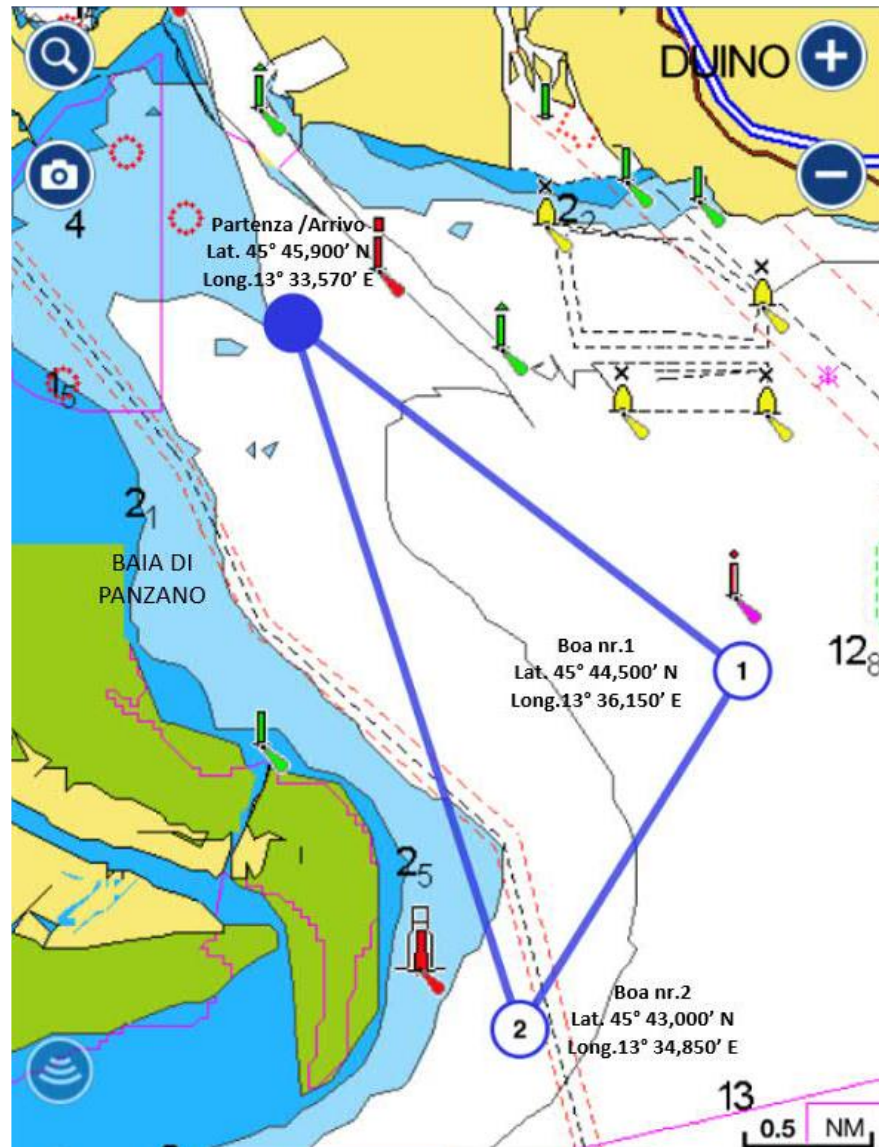 DUINO
4
2₂
Partenza /Arrivo
Lat. 45° 45,900' N
Long.13° 33,570' E
1₅
2₁
BAIA DI
PANZANO
Boa nr.1
Lat. 45° 44,500' N
Long.13° 36,150' E
1
12₈
2₅
Boa nr.2
Lat. 45° 43,000' N
Long.13° 34,850' E
2
13
0.5 NM